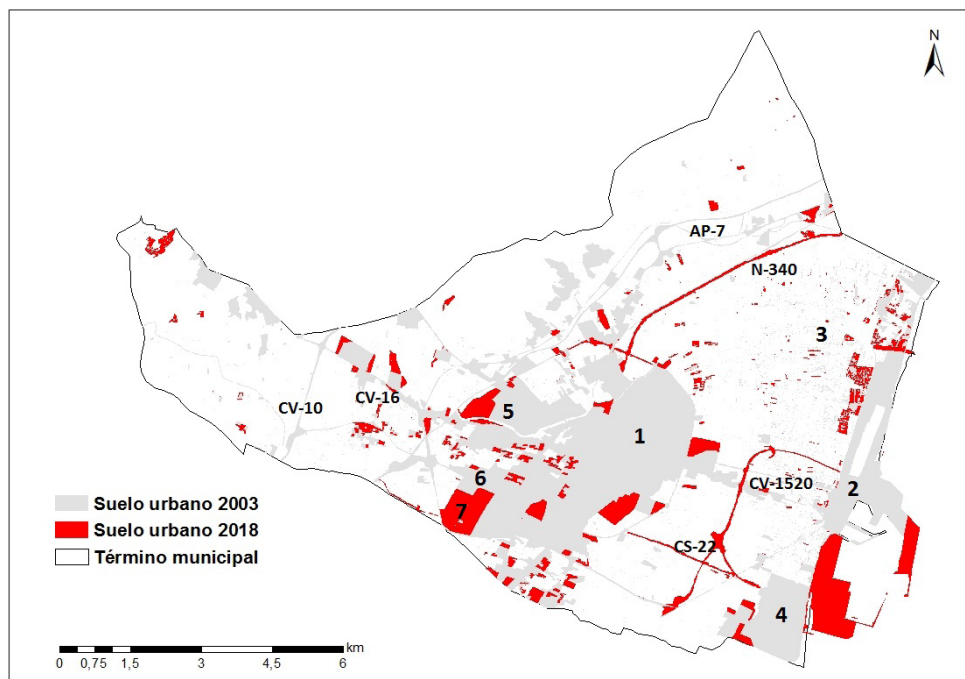 N
AP-7
N-340
3
CV-10
CV-16
5
1
6
CV-1520
2
7
CS-22
4
Suelo urbano 2003
Suelo urbano 2018
Término municipal
km
0 0,75 1,5 3 4,5 6